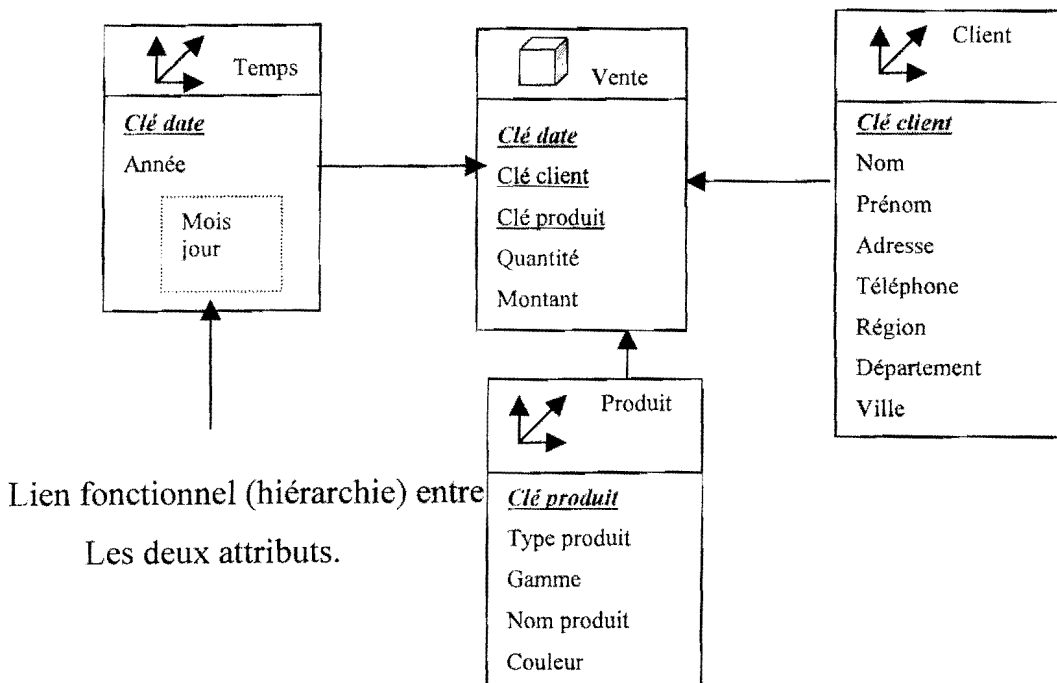 Temps
Clé date
Année
Mois
jour
Vente
Clé date
Clé client
Clé produit
Quantité
Montant
Client
Clé client
Nom
Prénom
Adresse
Téléphone
Région
Département
Ville
Lien fonctionnel (hiérarchie) entre
Les deux attributs.
Produit
Clé produit
Type produit
Gamme
Nom produit
Couleur